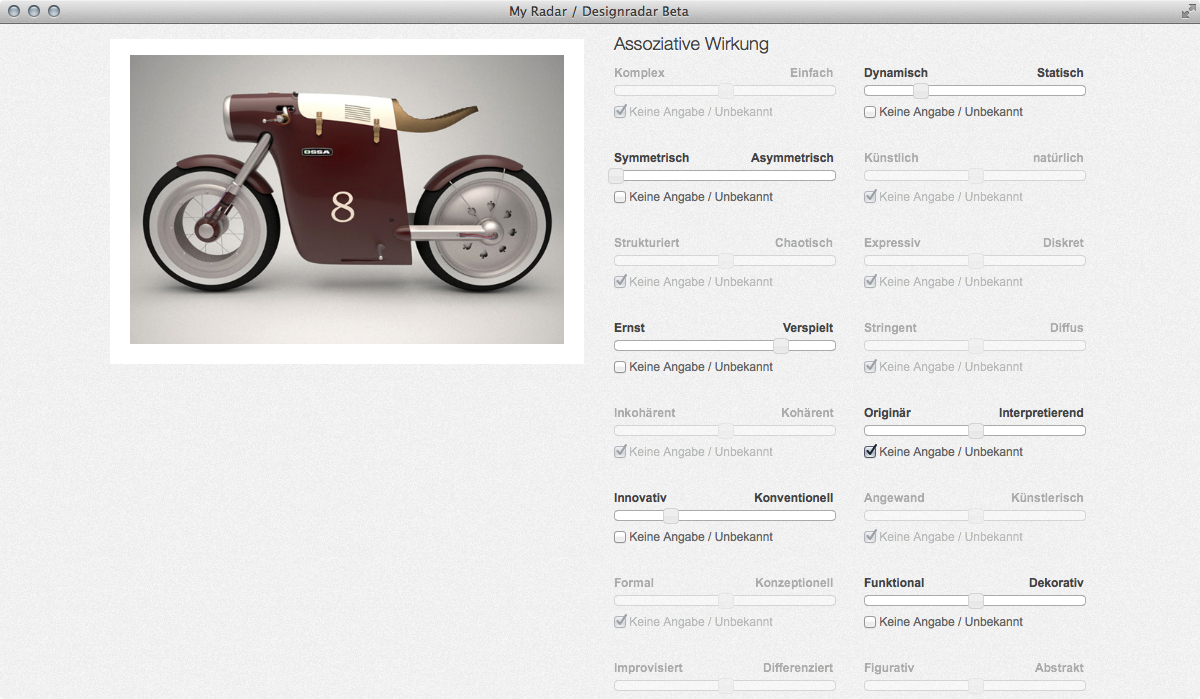 My Radar / Designradar Beta
OSSA
8
Assoziative Wirkung
Komplex Einfach
Keine Angabe / Unbekannt
Dynamisch Statisch
Keine Angabe / Unbekannt
Symmetrisch Asymmetrisch
Keine Angabe / Unbekannt
Künstlich natürlich
Keine Angabe / Unbekannt
Strukturiert Chaotisch
Keine Angabe / Unbekannt
Expressiv Diskret
Keine Angabe / Unbekannt
Ernst Verspielt
Keine Angabe / Unbekannt
Stringent Diffus
Keine Angabe / Unbekannt
Inkohärent Kohärent
Keine Angabe / Unbekannt
Originär Interpretierend
Keine Angabe / Unbekannt
Innovativ Konventionell
Keine Angabe / Unbekannt
Angewand Künstlerisch
Keine Angabe / Unbekannt
Formal Konzeptionell
Keine Angabe / Unbekannt
Funktional Dekorativ
Keine Angabe / Unbekannt
Improvisiert Differenziert
Figurativ Abstrakt